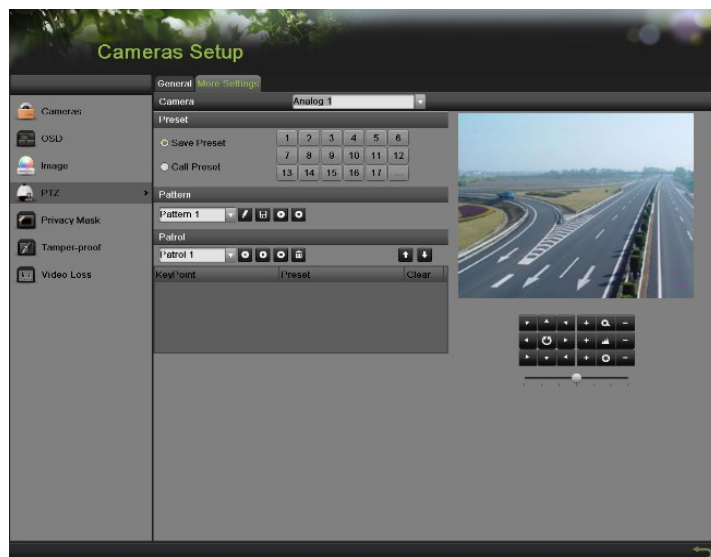 Cameras Setup
General More Settings
Camera Analog 1
Preset
Save Preset
1 2 3 4 5 6
7 8 9 10 11 12
Call Preset
13 14 15 16 17 ...
Pattern
Pattern 1
Patrol
Patrol 1
KeyPoint Preset Clear
Cameras
OSD
Image
PTZ
Privacy Mask
Tamper-proof
Video Loss